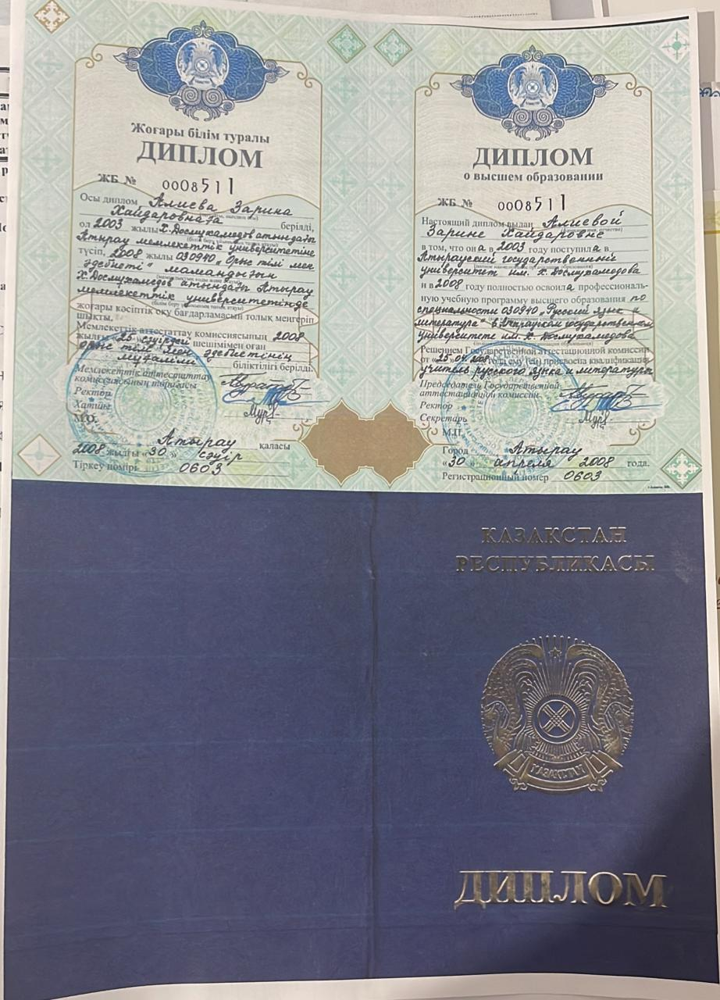 Жоғары білім туралы
ДИПЛОМ
ЖБ № 0008511
Осы диплом Алиева Зарина
Хайдаровнаға берілді,
ол 2003 жылы Х.Досмухамедов атындағы
Атырау мемлекеттік университетіне
түсіп, 2008 жылы 030940 „Орыс тілі мен
әдебиеті" мамандығын
Х.Досмухамедов атындағы Атырау
мемлекеттік университетінде
жоғары кәсіптік оқу бағдарламасын толық меңгеріп
шықты.
Мемлекеттік аттестаттау комиссиясының 2008
жылғы 25 сәуірдегі шешімімен оған
орыс тілі мен әдебиетінің
мұғалімі біліктілігі берілді.
Мемлекеттік аттестаттау
комиссиясының төрағасы
Ректор
Хатшы
М.О.
Атырау қаласы
2008 жылғы «30» сәуір
Тіркеу нөмірі 0603
ДИПЛОМ
о высшем образовании
ЖБ № 0008511
Настоящий диплом выдан Алиевой
Зарине Хайдаровне
в том, что она в 2003 году поступила в
Атырауский государственный
университет им. Х. Досмухамедова
и в 2008 году полностью освоила профессиональ-
ную учебную программу высшего образования по
специальности 030940 „Русский язык и
литература" в Атырауском государственном
университете им. Х. Досмухамедова
Решением Государственной аттестационной комиссии
от «25.04.2008 года ему (ей) присвоена квалификация
учитель русского языка и литературы
Председатель Государственной
аттестационной комиссии
Ректор
Секретарь
М.П.
Город Атырау
«30» апреля 2008 года.
Регистрационный номер 0603
ҚАЗАҚСТАН
РЕСПУБЛИКАСЫ
ҚАЗАҚСТАН
ДИПЛОМ